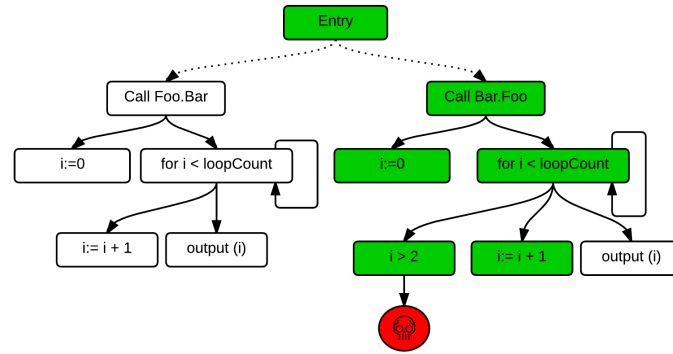 Entry
Call Foo.Bar
Call Bar.Foo
i:=0
for i < loopCount
i:=0
for i < loopCount
i:= i + 1
output (i)
i > 2
i:= i + 1
output (i)